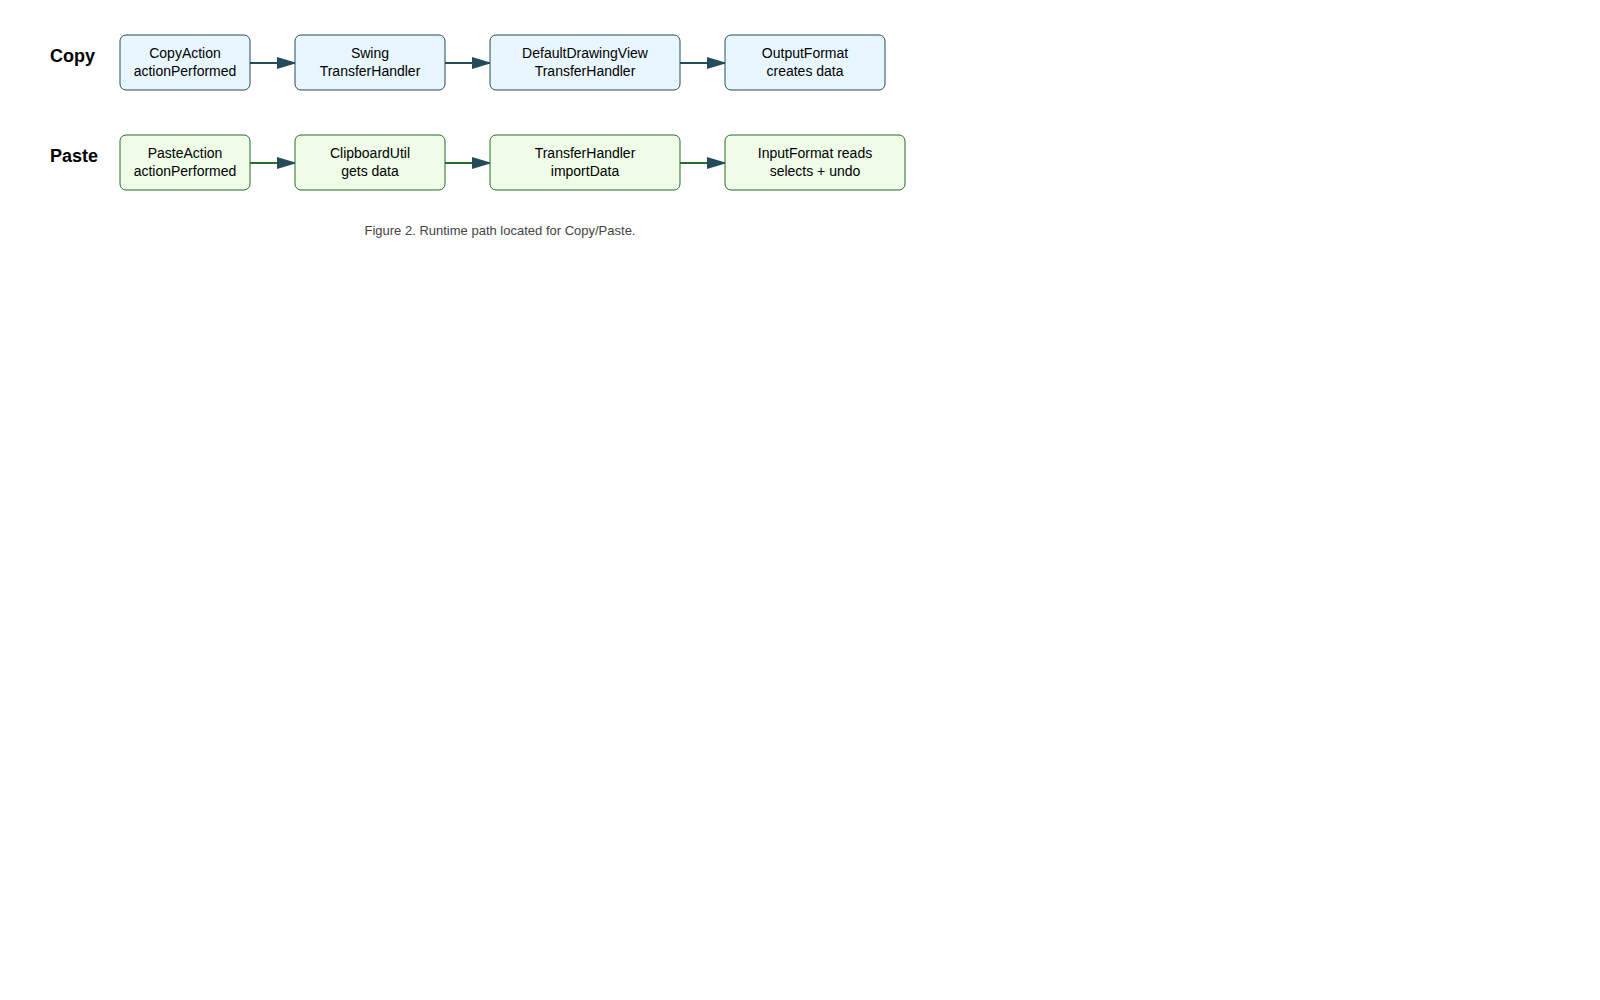 Copy
CopyAction
actionPerformed
Swing
TransferHandler
DefaultDrawingView
TransferHandler
OutputFormat
creates data
Paste
PasteAction
actionPerformed
ClipboardUtil
gets data
TransferHandler
importData
InputFormat reads
selects + undo
Figure 2. Runtime path located for Copy/Paste.